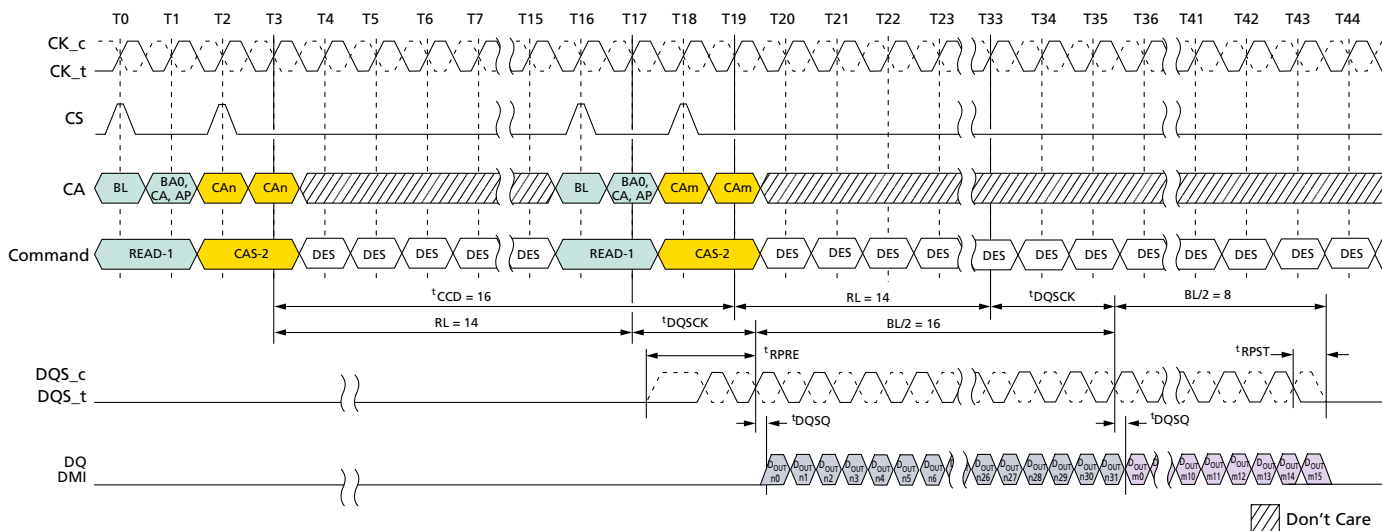 T0 T1 T2 T3 T4 T5 T6 T7 T15 T16 T17 T18 T19 T20 T21 T22 T23 T33 T34 T35 T36 T41 T42 T43 T44
CK_c
CK_t
CS
CA BL BA0, CA, AP CAn CAn BL BA0, CA, AP CAm CAm
Command READ-1 CAS-2 DES DES DES DES DES READ-1 CAS-2 DES DES DES DES DES DES DES DES DES DES DES DES
tCCD = 16 RL = 14 tDQSCK BL/2 = 8
RL = 14 tDQSCK BL/2 = 16
tRPRE tRPST
DQS_c
DQS_t
tDQSQ tDQSQ
DQ
DMI
DOUT n0 DOUT n1 DOUT n2 DOUT n3 DOUT n4 DOUT n5 DOUT n6 DOUT n26 DOUT n27 DOUT n28 DOUT n29 DOUT n30 DOUT n31 DOUT m0 DOUT m10 DOUT m11 DOUT m12 DOUT m13 DOUT m14 DOUT m15
Don't Care